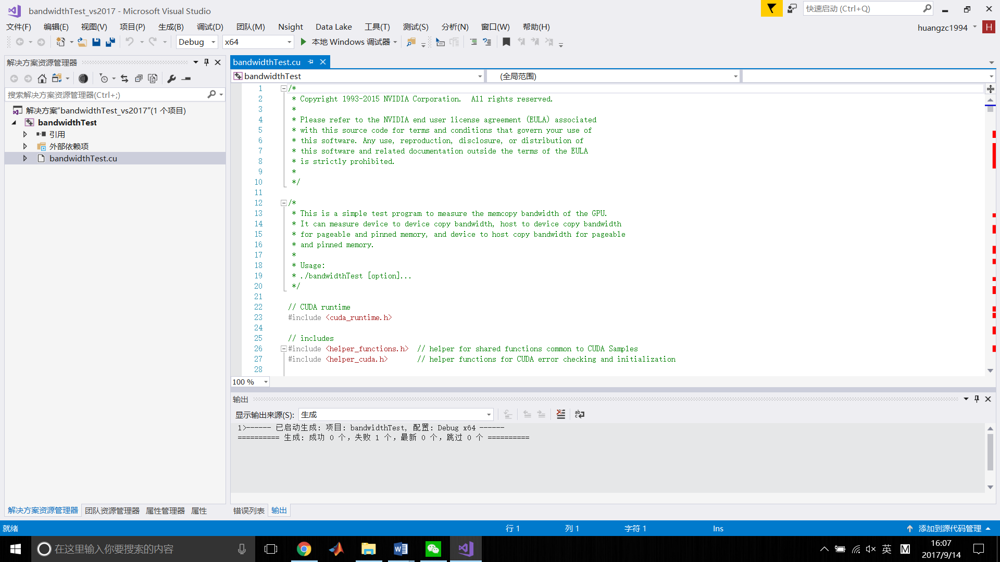 bandwidthTest_vs2017 - Microsoft Visual Studio
快速启动 (Ctrl+Q)
文件(F) 编辑(E) 视图(V) 项目(P) 生成(B) 调试(D) 团队(M) Nsight Data Lake 工具(T) 测试(S) 分析(N) 窗口(W) 帮助(H)
huangzc1994 H
Debug x64 本地 Windows 调试器
解决方案资源管理器
搜索解决方案资源管理器(Ctrl+;)
解决方案"bandwidthTest_vs2017"(1 个项目)
bandwidthTest
引用
外部依赖项
bandwidthTest.cu
解决方案资源管理器 团队资源管理器 属性管理器 属性
bandwidthTest.cu
bandwidthTest (全局范围)
1 /*
2 * Copyright 1993-2015 NVIDIA Corporation.  All rights reserved.
3 *
4 * Please refer to the NVIDIA end user license agreement (EULA) associated
5 * with this source code for terms and conditions that govern your use of
6 * this software. Any use, reproduction, disclosure, or distribution of
7 * this software and related documentation outside the terms of the EULA
8 * is strictly prohibited.
9 *
10 */
11
12 /*
13 * This is a simple test program to measure the memcopy bandwidth of the GPU.
14 * It can measure device to device copy bandwidth, host to device copy bandwidth
15 * for pageable and pinned memory, and device to host copy bandwidth for pageable
16 * and pinned memory.
17 *
18 * Usage:
19 * ./bandwidthTest [option]...
20 */
21
22 // CUDA runtime
23 #include <cuda_runtime.h>
24
25 // includes
26 #include <helper_functions.h>  // helper for shared functions common to CUDA Samples
27 #include <helper_cuda.h>       // helper functions for CUDA error checking and initialization
28
100 %
输出
显示输出来源(S): 生成
1>------ 已启动生成: 项目: bandwidthTest, 配置: Debug x64 ------
========== 生成: 成功 0 个，失败 1 个，最新 0 个，跳过 0 个 ==========
错误列表 输出
就绪 行 1 列 1 字符 1 Ins 添加到源代码管理
在这里输入你要搜索的内容
英 M
16:07
2017/9/14